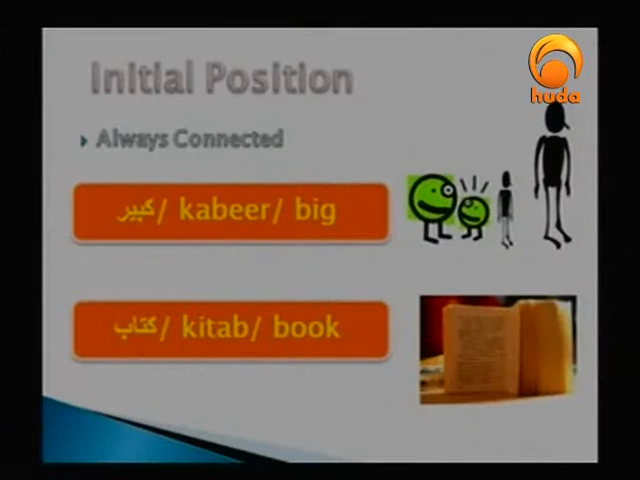 Initial Position
huda
Always Connected
كبير/ kabeer/ big
كتاب/ kitab/ book